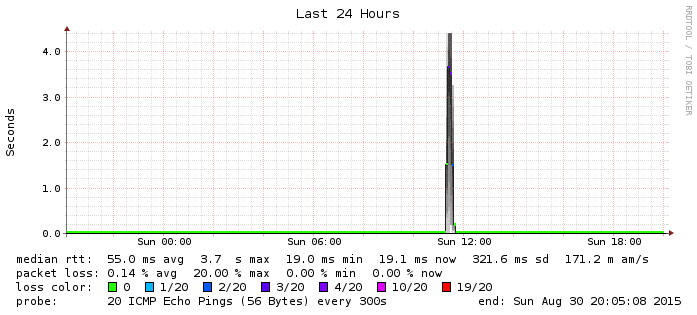 Last 24 Hours
RRDTOOL / TOBI OETIKER
Seconds
4.0
3.0
2.0
1.0
0.0
Sun 00:00 Sun 06:00 Sun 12:00 Sun 18:00
median rtt: 55.0 ms avg 3.7 s max 19.0 ms min 19.1 ms now 321.6 ms sd 171.2 m am/s
packet loss: 0.14 % avg 20.00 % max 0.00 % min 0.00 % now
loss color: 0 1/20 2/20 3/20 4/20 10/20 19/20
probe: 20 ICMP Echo Pings (56 Bytes) every 300s end: Sun Aug 30 20:05:08 2015